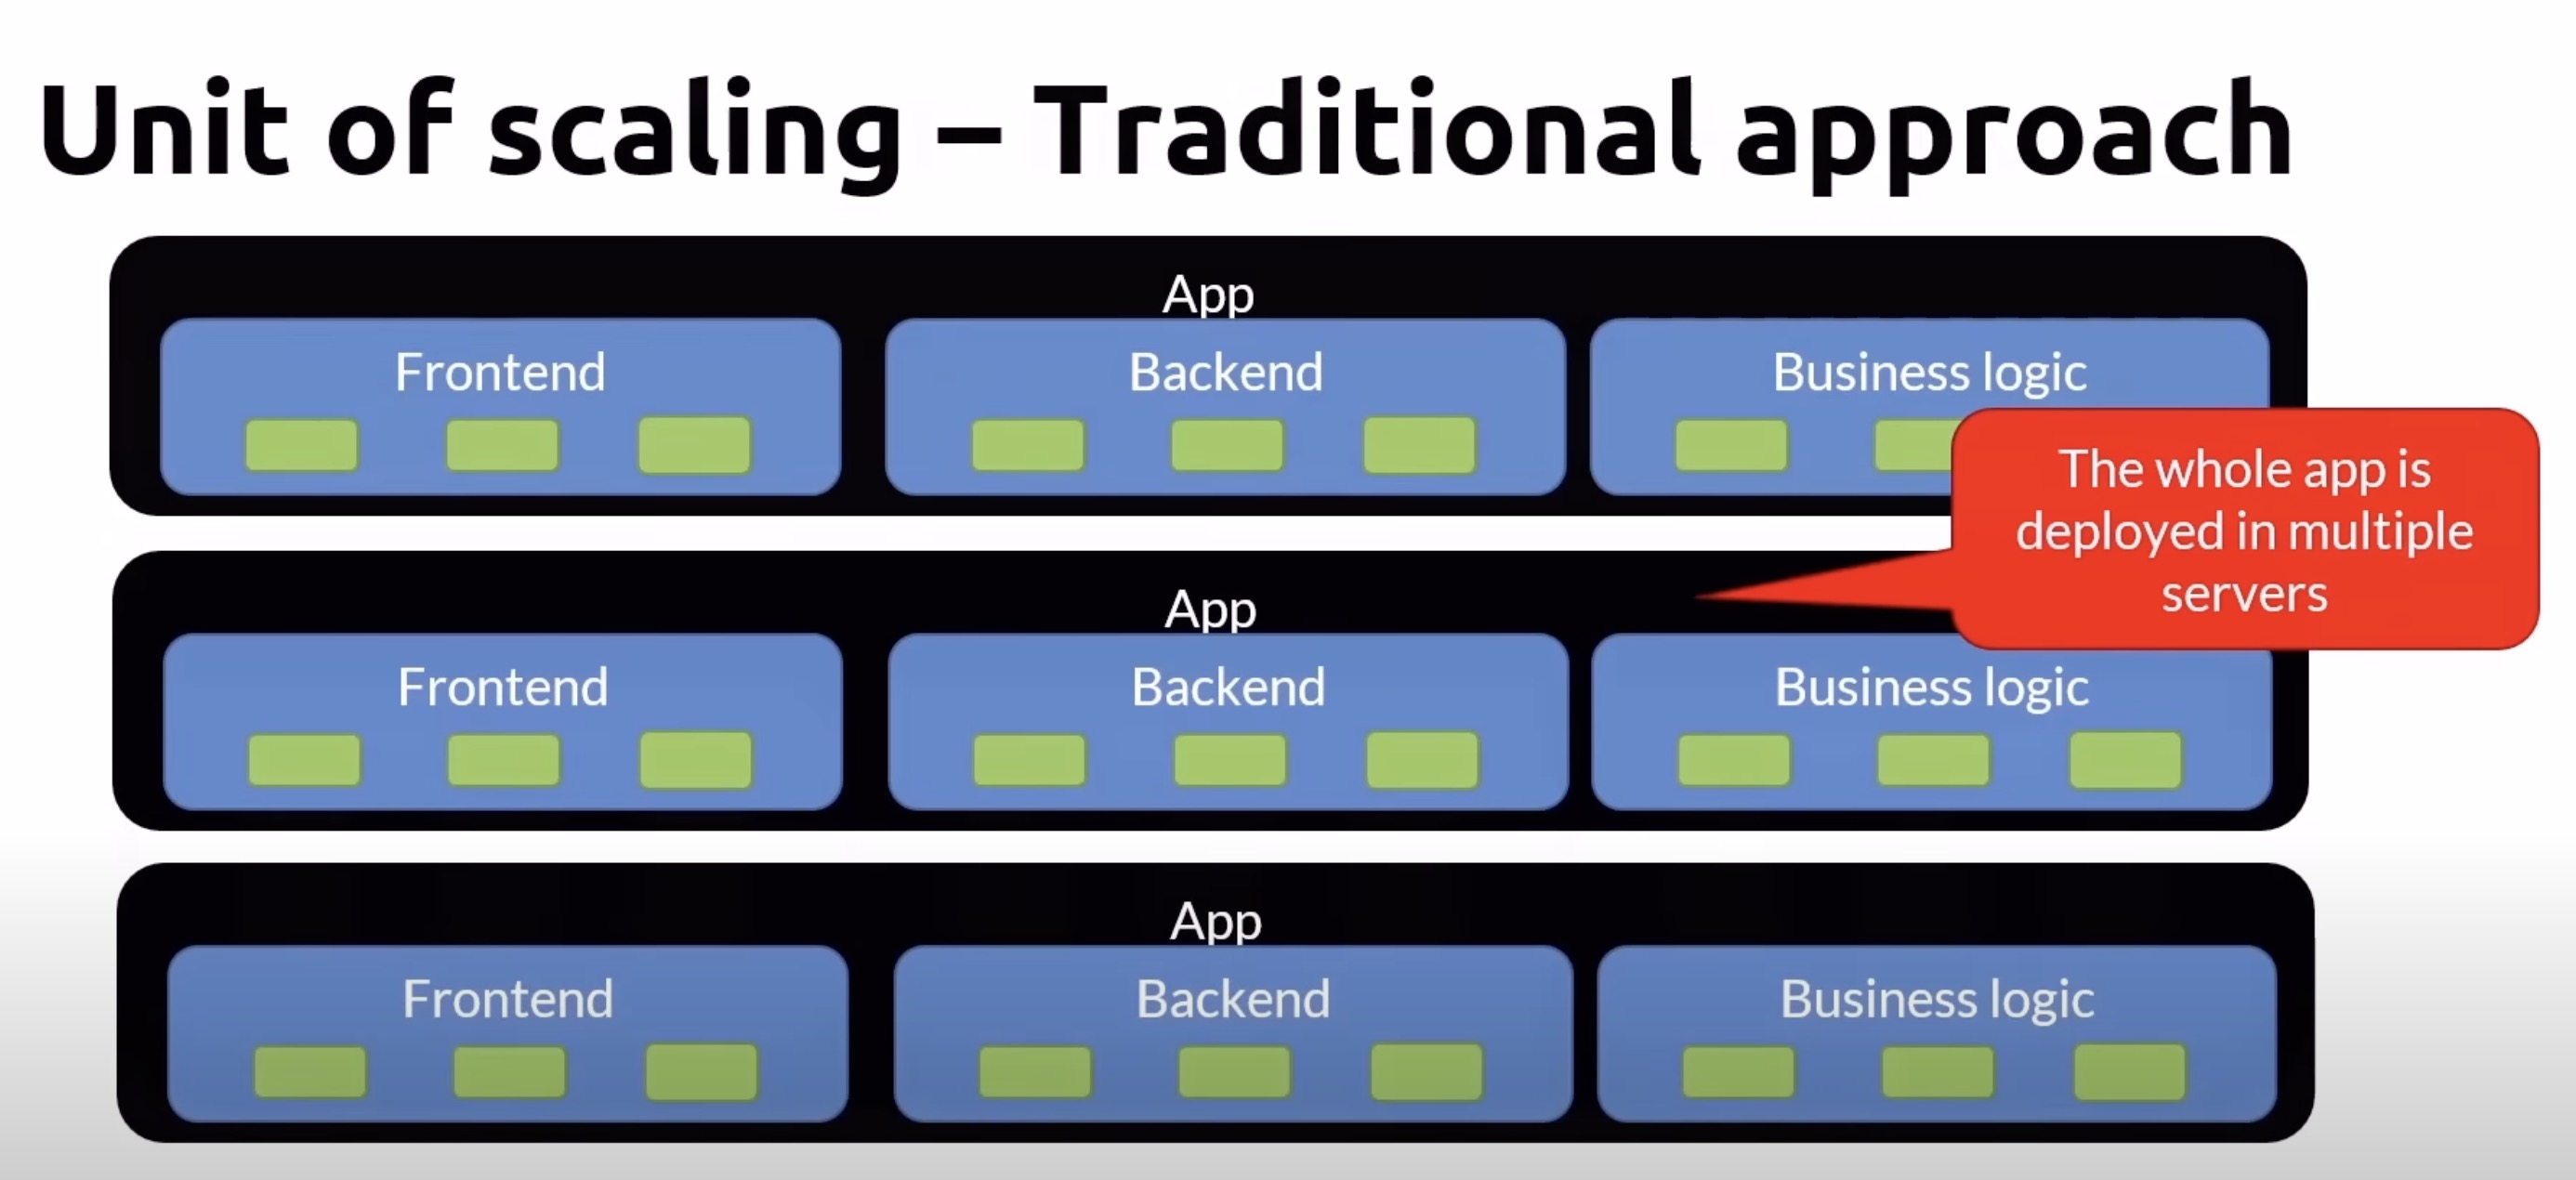 Unit of scaling – Traditional approach
App
Frontend
Backend
Business logic
The whole app is
deployed in multiple
servers
App
Frontend
Backend
Business logic
App
Frontend
Backend
Business logic